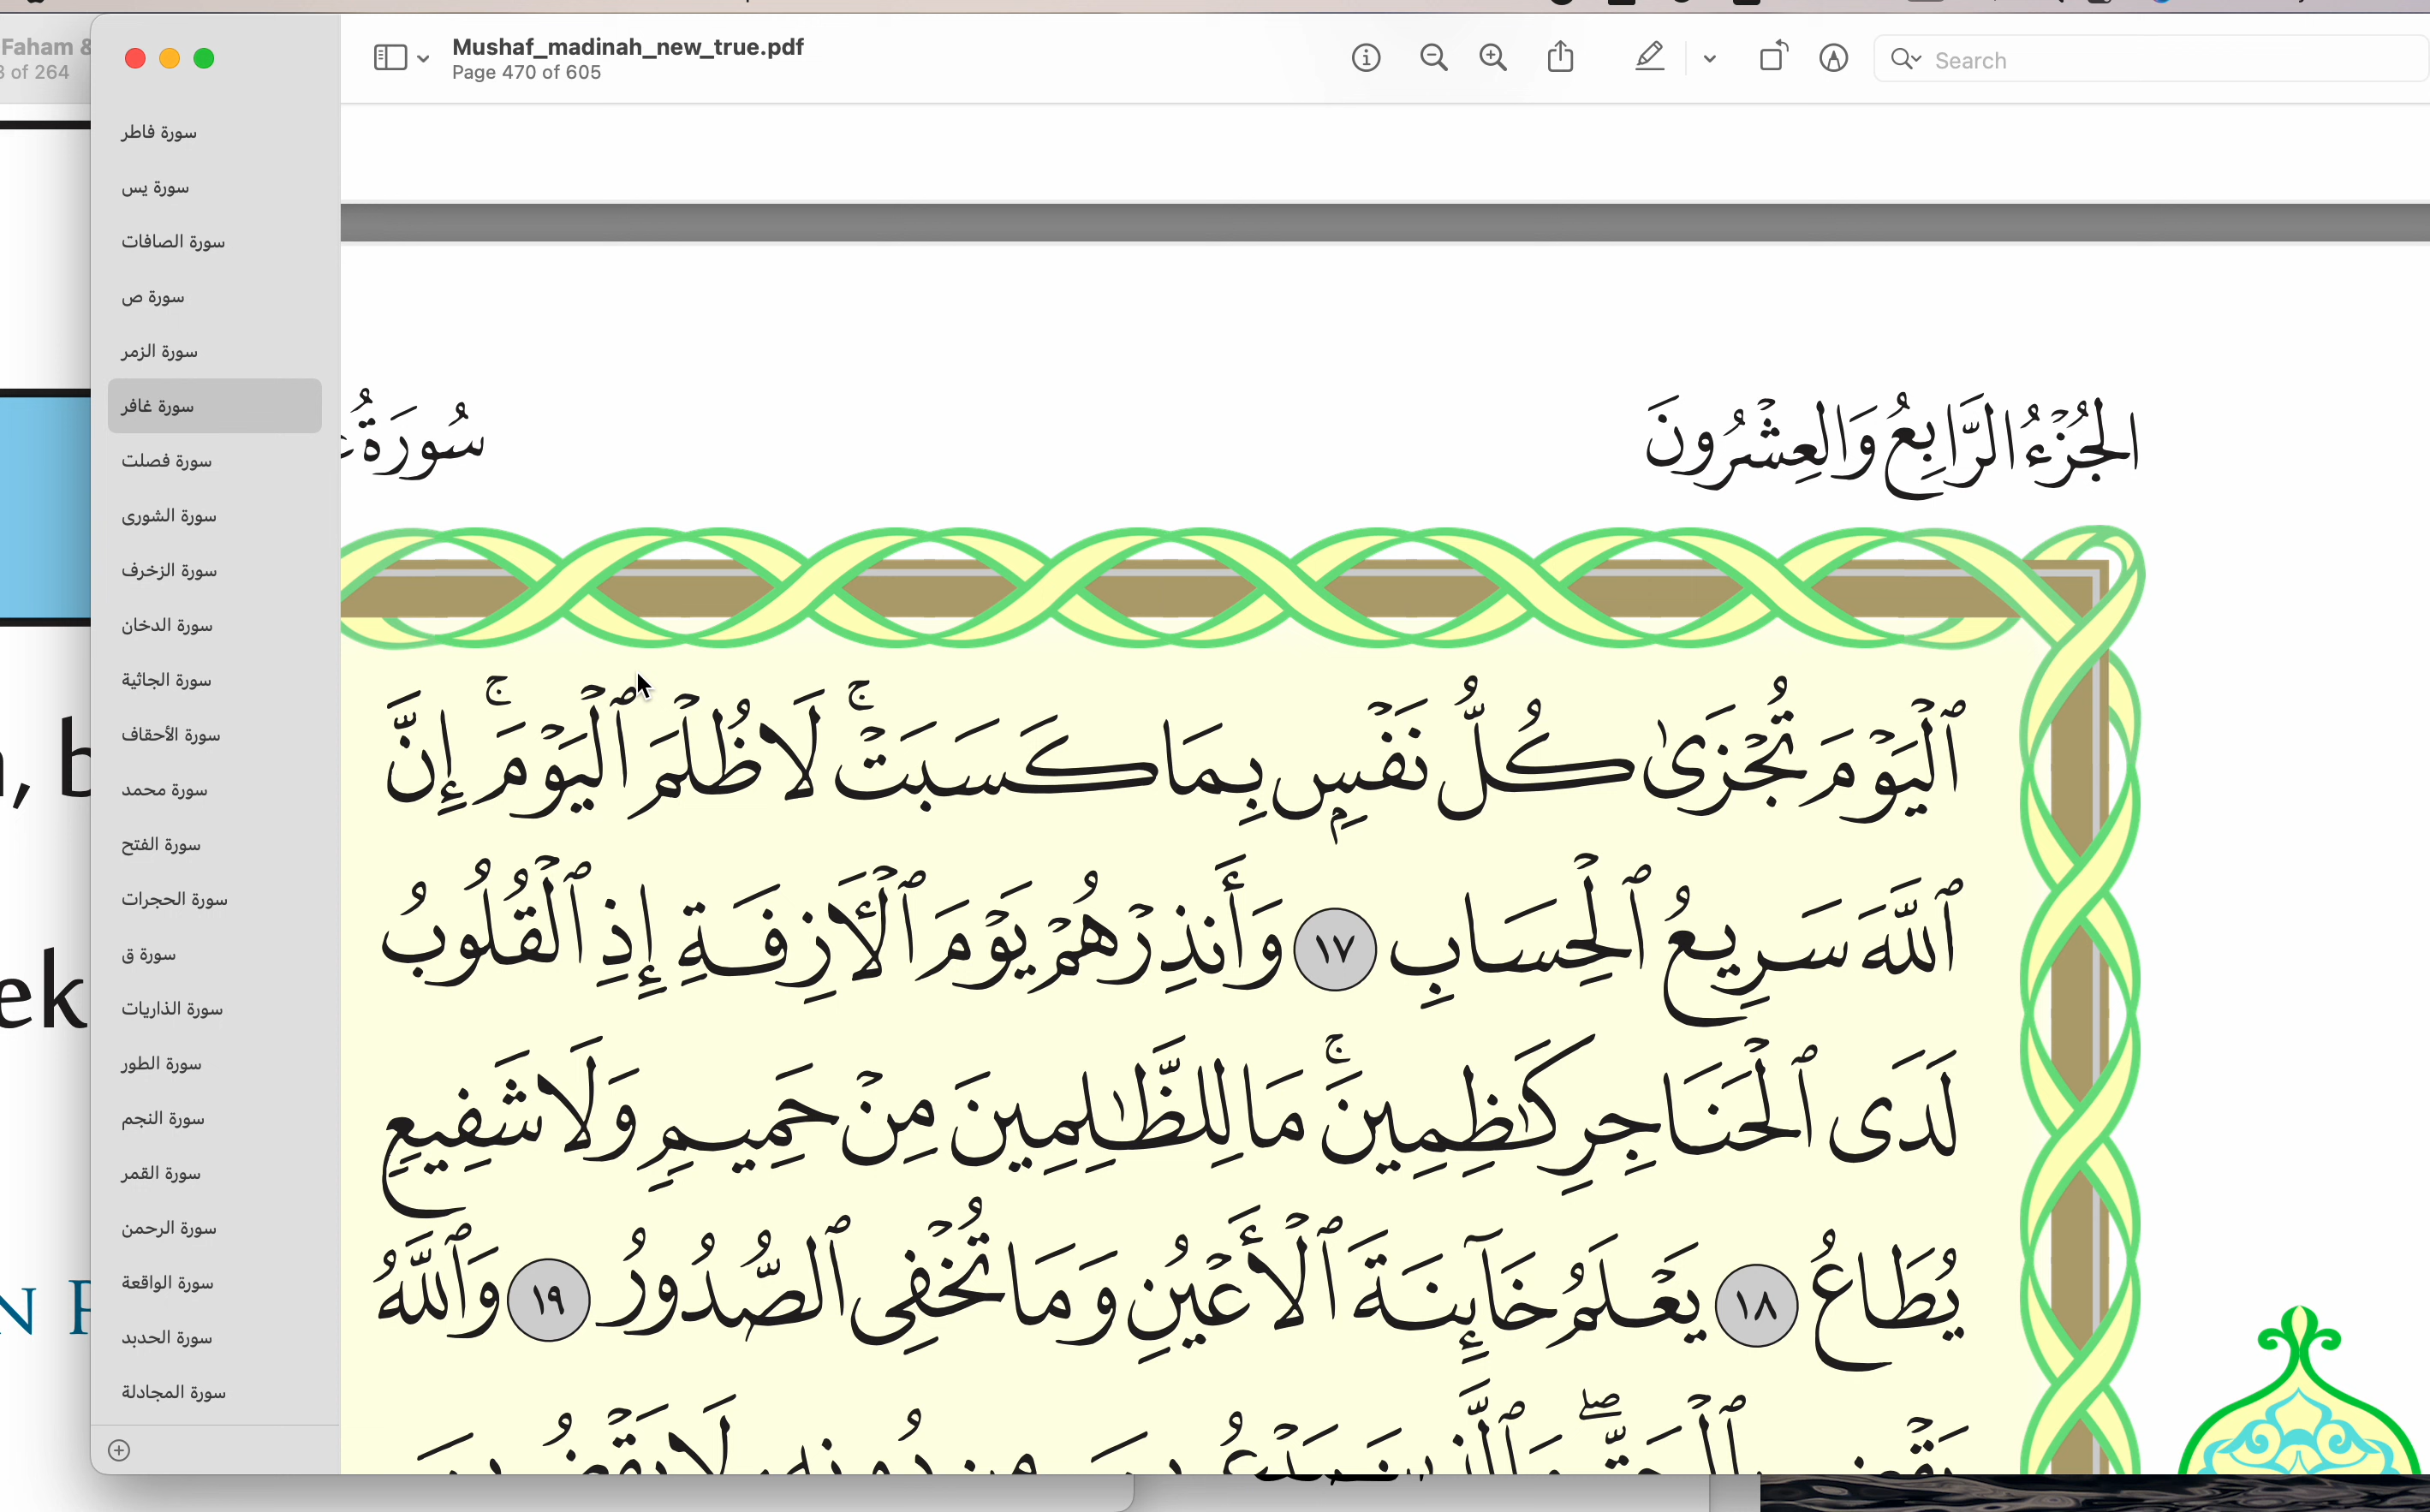 Faham &
3 of 264
Mushaf_madinah_new_true.pdf
Page 470 of 605
Search
سورة فاطر
سورة يس
سورة الصافات
سورة ص
سورة الزمر
سورة غافر
سورة فصلت
سورة الشورى
سورة الزخرف
سورة الدخان
سورة الجاثية
سورة الأحقاف
سورة محمد
سورة الفتح
سورة الحجرات
سورة ق
سورة الذاريات
سورة الطور
سورة النجم
سورة القمر
سورة الرحمن
سورة الواقعة
سورة الحديد
سورة المجادلة
الجُزْءُ الرَّابِعُ وَالعِشْرُونَ
سُورَةُ
ٱلْيَوْمَ تُجْزَىٰ كُلُّ نَفْسٍۭ بِمَا كَسَبَتْۚ لَا ظُلْمَ ٱلْيَوْمَۚ إِنَّ
ٱللَّهَ سَرِيعُ ٱلْحِسَابِ ١٧ وَأَنذِرْهُمْ يَوْمَ ٱلْأَزِفَةِ إِذِ ٱلْقُلُوبُ
لَدَى ٱلْحَنَاجِرِ كَٰظِمِينَۚ مَا لِلظَّٰلِمِينَ مِنْ حَمِيمٍ وَلَا شَفِيعٍ
يُطَاعُ ١٨ يَعْلَمُ خَآئِنَةَ ٱلْأَعْيُنِ وَمَا تُخْفِى ٱلصُّدُورُ ١٩ وَٱللَّهُ
, b
ek
N